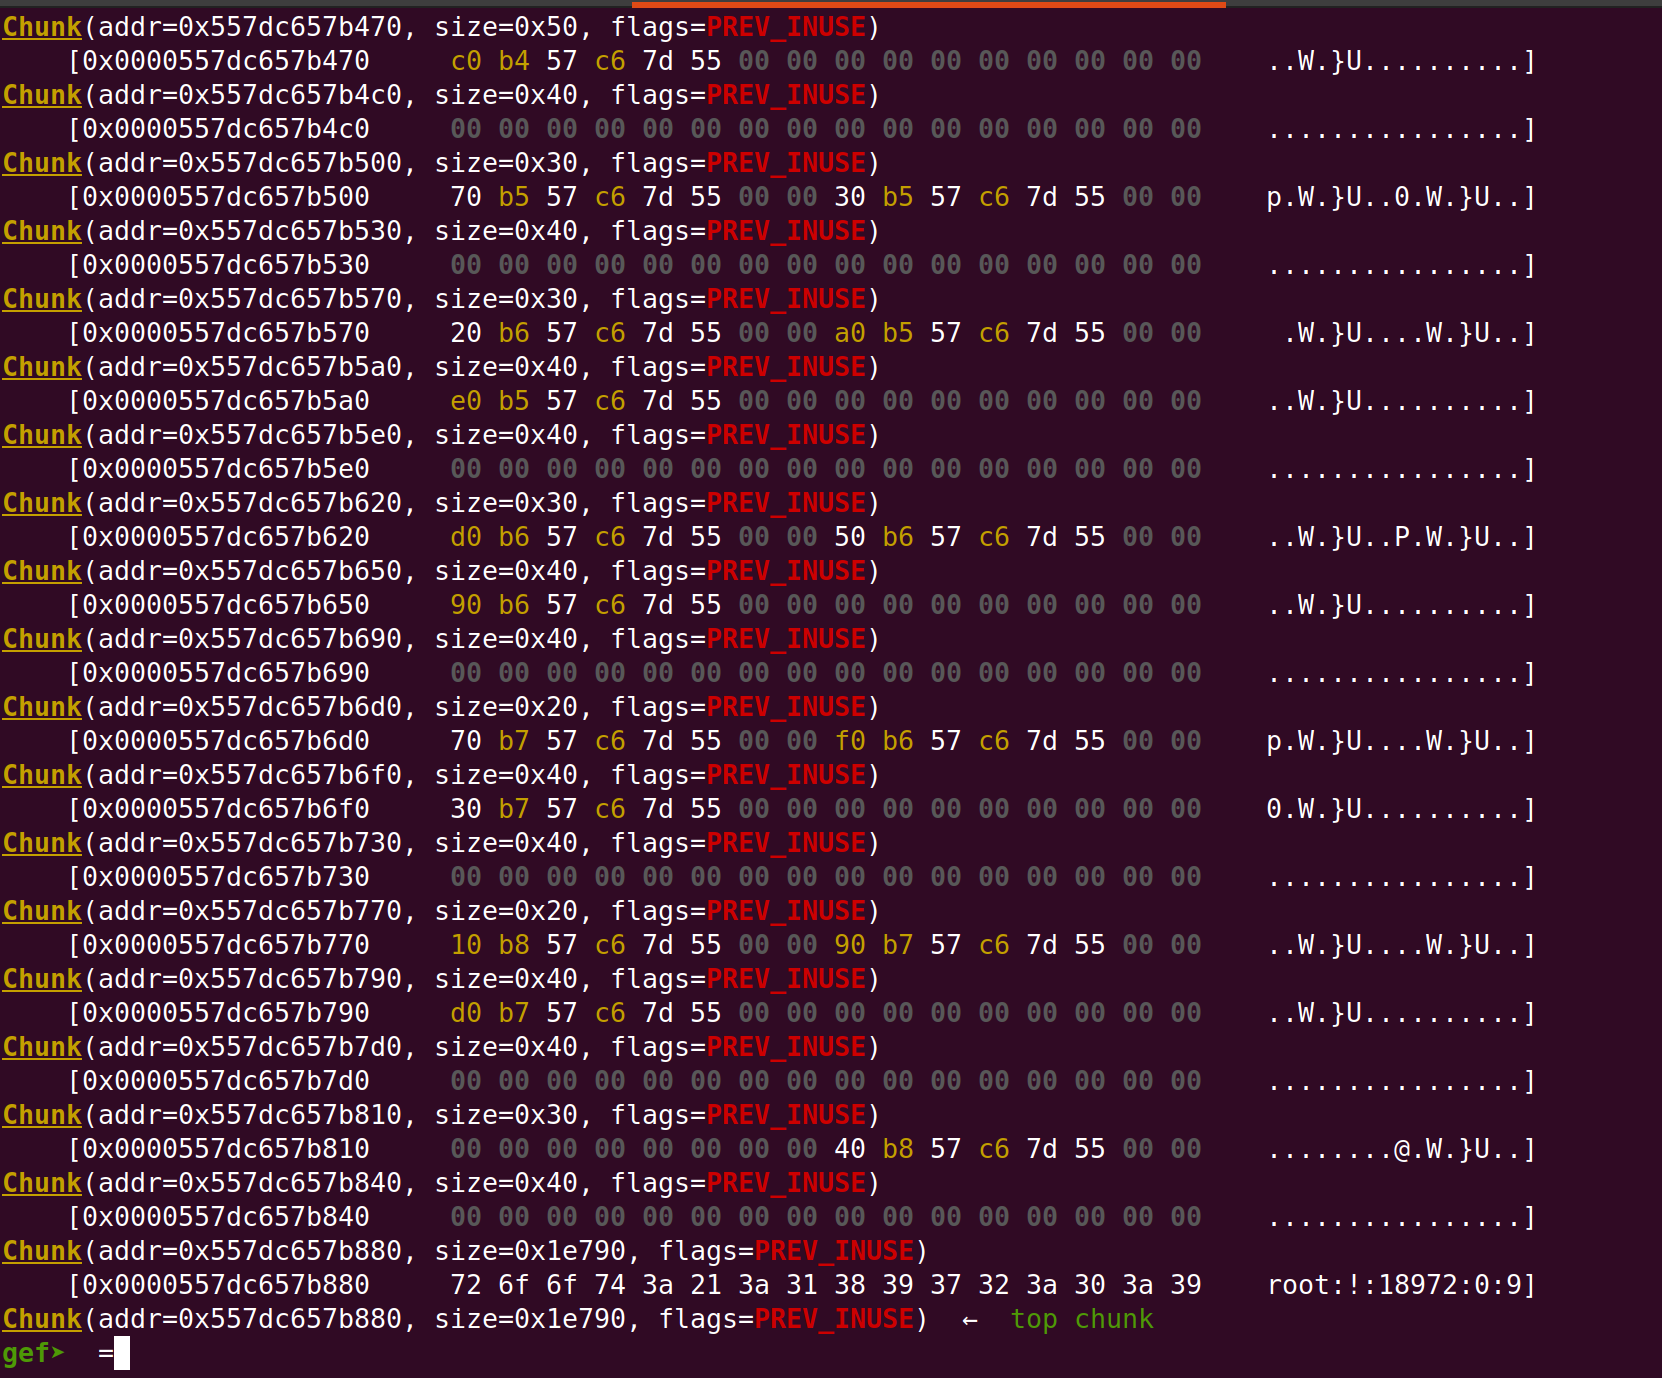 Chunk(addr=0x557dc657b470, size=0x50, flags=PREV_INUSE)
    [0x0000557dc657b470     c0 b4 57 c6 7d 55 00 00 00 00 00 00 00 00 00 00    ..W.}U..........]
Chunk(addr=0x557dc657b4c0, size=0x40, flags=PREV_INUSE)
    [0x0000557dc657b4c0     00 00 00 00 00 00 00 00 00 00 00 00 00 00 00 00    ................]
Chunk(addr=0x557dc657b500, size=0x30, flags=PREV_INUSE)
    [0x0000557dc657b500     70 b5 57 c6 7d 55 00 00 30 b5 57 c6 7d 55 00 00    p.W.}U..0.W.}U..]
Chunk(addr=0x557dc657b530, size=0x40, flags=PREV_INUSE)
    [0x0000557dc657b530     00 00 00 00 00 00 00 00 00 00 00 00 00 00 00 00    ................]
Chunk(addr=0x557dc657b570, size=0x30, flags=PREV_INUSE)
    [0x0000557dc657b570     20 b6 57 c6 7d 55 00 00 a0 b5 57 c6 7d 55 00 00     .W.}U....W.}U..]
Chunk(addr=0x557dc657b5a0, size=0x40, flags=PREV_INUSE)
    [0x0000557dc657b5a0     e0 b5 57 c6 7d 55 00 00 00 00 00 00 00 00 00 00    ..W.}U..........]
Chunk(addr=0x557dc657b5e0, size=0x40, flags=PREV_INUSE)
    [0x0000557dc657b5e0     00 00 00 00 00 00 00 00 00 00 00 00 00 00 00 00    ................]
Chunk(addr=0x557dc657b620, size=0x30, flags=PREV_INUSE)
    [0x0000557dc657b620     d0 b6 57 c6 7d 55 00 00 50 b6 57 c6 7d 55 00 00    ..W.}U..P.W.}U..]
Chunk(addr=0x557dc657b650, size=0x40, flags=PREV_INUSE)
    [0x0000557dc657b650     90 b6 57 c6 7d 55 00 00 00 00 00 00 00 00 00 00    ..W.}U..........]
Chunk(addr=0x557dc657b690, size=0x40, flags=PREV_INUSE)
    [0x0000557dc657b690     00 00 00 00 00 00 00 00 00 00 00 00 00 00 00 00    ................]
Chunk(addr=0x557dc657b6d0, size=0x20, flags=PREV_INUSE)
    [0x0000557dc657b6d0     70 b7 57 c6 7d 55 00 00 f0 b6 57 c6 7d 55 00 00    p.W.}U....W.}U..]
Chunk(addr=0x557dc657b6f0, size=0x40, flags=PREV_INUSE)
    [0x0000557dc657b6f0     30 b7 57 c6 7d 55 00 00 00 00 00 00 00 00 00 00    0.W.}U..........]
Chunk(addr=0x557dc657b730, size=0x40, flags=PREV_INUSE)
    [0x0000557dc657b730     00 00 00 00 00 00 00 00 00 00 00 00 00 00 00 00    ................]
Chunk(addr=0x557dc657b770, size=0x20, flags=PREV_INUSE)
    [0x0000557dc657b770     10 b8 57 c6 7d 55 00 00 90 b7 57 c6 7d 55 00 00    ..W.}U....W.}U..]
Chunk(addr=0x557dc657b790, size=0x40, flags=PREV_INUSE)
    [0x0000557dc657b790     d0 b7 57 c6 7d 55 00 00 00 00 00 00 00 00 00 00    ..W.}U..........]
Chunk(addr=0x557dc657b7d0, size=0x40, flags=PREV_INUSE)
    [0x0000557dc657b7d0     00 00 00 00 00 00 00 00 00 00 00 00 00 00 00 00    ................]
Chunk(addr=0x557dc657b810, size=0x30, flags=PREV_INUSE)
    [0x0000557dc657b810     00 00 00 00 00 00 00 00 40 b8 57 c6 7d 55 00 00    ........@.W.}U..]
Chunk(addr=0x557dc657b840, size=0x40, flags=PREV_INUSE)
    [0x0000557dc657b840     00 00 00 00 00 00 00 00 00 00 00 00 00 00 00 00    ................]
Chunk(addr=0x557dc657b880, size=0x1e790, flags=PREV_INUSE)
    [0x0000557dc657b880     72 6f 6f 74 3a 21 3a 31 38 39 37 32 3a 30 3a 39    root:!:18972:0:9]
Chunk(addr=0x557dc657b880, size=0x1e790, flags=PREV_INUSE)  ←  top chunk
gef➤  =